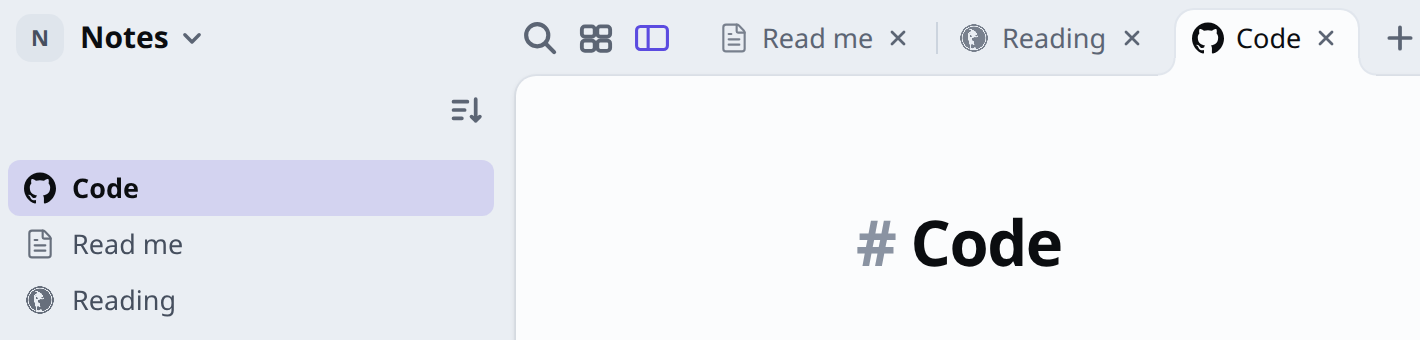 N Notes
Read me
Reading
Code
Code
Read me
Reading
# Code